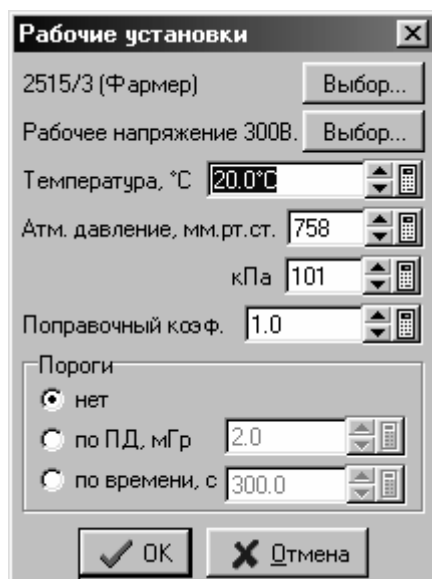 Рабочие установки
2515/3 (Фармер) Выбор...
Рабочее напряжение 300В. Выбор...
Температура, °C 20.0°C
Атм. давление, мм.рт.ст. 758
кПа 101
Поправочный коэф. 1.0
Пороги
нет
по ПД, мГр 2.0
по времени, с 300.0
OK Отмена